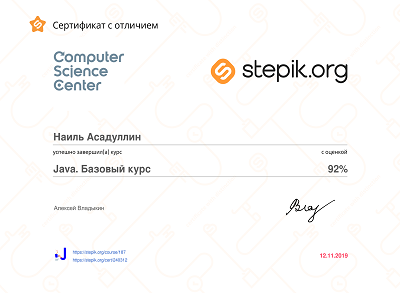 Сертификат с отличием
Computer
Science
Center
stepik.org
Наиль Асадуллин
успешно завершил(а) курс
с оценкой
Java. Базовый курс
92%
Алексей Владыкин
J
https://stepik.org/course/187
https://stepik.org/cert/240312
12.11.2019